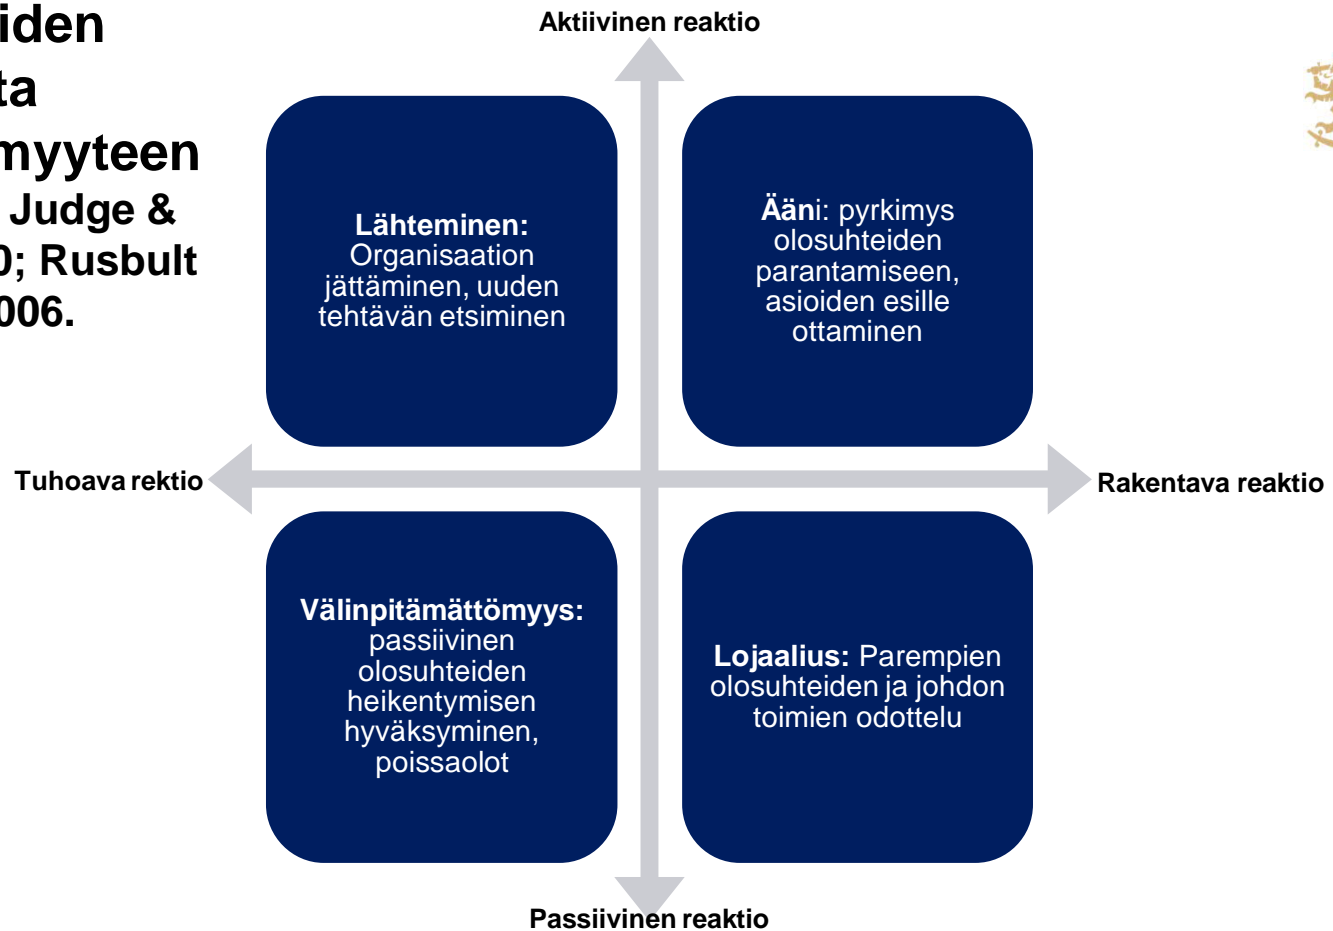 iden
ta
myyteen
Judge &
0; Rusbult
006.
Aktiivinen reaktio
Lähteminen:
Organisaation
jättäminen, uuden
tehtävän etsiminen
Ääni: pyrkimys
olosuhteiden
parantamiseen,
asioiden esille
ottaminen
Tuhoava rektio
Rakentava reaktio
Välinpitämättömyys:
passiivinen
olosuhteiden
heikentymisen
hyväksyminen,
poissaolot
Lojaalius: Parempien
olosuhteiden ja johdon
toimien odottelu
Passiivinen reaktio